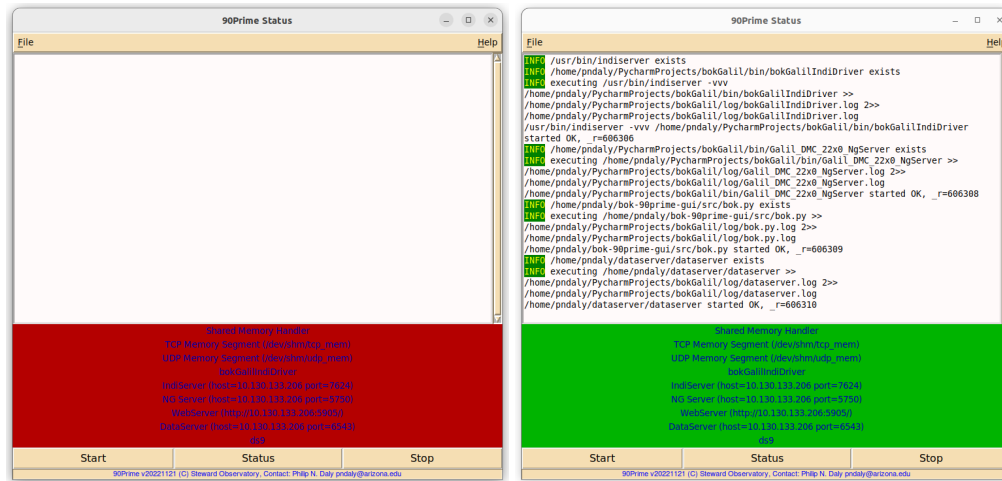 90Prime Status
File Help
Shared Memory Handler
TCP Memory Segment (/dev/shm/tcp_mem)
UDP Memory Segment (/dev/shm/udp_mem)
bokGalilIndiDriver
IndiServer (host=10.130.133.206 port=7624)
NG Server (host=10.130.133.206 port=5750)
WebServer (http://10.130.133.206:5905/)
DataServer (host=10.130.133.206 port=6543)
ds9
Start Status Stop
90Prime v20221121 (C) Steward Observatory, Contact: Philip N. Daly pndaly@arizona.edu
90Prime Status
File Help
INFO /usr/bin/indiserver exists
INFO /home/pndaly/PycharmProjects/bokGalil/bin/bokGalilIndiDriver exists
INFO executing /usr/bin/indiserver -vvv
/home/pndaly/PycharmProjects/bokGalil/bin/bokGalilIndiDriver >>
/home/pndaly/PycharmProjects/bokGalil/log/bokGalilIndiDriver.log 2>>
/home/pndaly/PycharmProjects/bokGalil/log/bokGalilIndiDriver.log
/usr/bin/indiserver -vvv /home/pndaly/PycharmProjects/bokGalil/bin/bokGalilIndiDriver
started OK, _r=606306
INFO /home/pndaly/PycharmProjects/bokGalil/bin/Galil_DMC_22x0_NgServer exists
INFO executing /home/pndaly/PycharmProjects/bokGalil/bin/Galil_DMC_22x0_NgServer >>
/home/pndaly/PycharmProjects/bokGalil/log/Galil_DMC_22x0_NgServer.log 2>>
/home/pndaly/PycharmProjects/bokGalil/log/Galil_DMC_22x0_NgServer.log
/home/pndaly/PycharmProjects/bokGalil/bin/Galil_DMC_22x0_NgServer started OK, _r=606308
INFO /home/pndaly/bok-90prime-gui/src/bok.py exists
INFO executing /home/pndaly/bok-90prime-gui/src/bok.py >>
/home/pndaly/PycharmProjects/bokGalil/log/bok.py.log 2>>
/home/pndaly/PycharmProjects/bokGalil/log/bok.py.log
/home/pndaly/bok-90prime-gui/src/bok.py started OK, _r=606309
INFO /home/pndaly/dataserver/dataserver exists
INFO executing /home/pndaly/dataserver/dataserver >>
/home/pndaly/PycharmProjects/bokGalil/log/dataserver.log 2>>
/home/pndaly/PycharmProjects/bokGalil/log/dataserver.log
/home/pndaly/dataserver/dataserver started OK, _r=606310
Shared Memory Handler
TCP Memory Segment (/dev/shm/tcp_mem)
UDP Memory Segment (/dev/shm/udp_mem)
bokGalilIndiDriver
IndiServer (host=10.130.133.206 port=7624)
NG Server (host=10.130.133.206 port=5750)
WebServer (http://10.130.133.206:5905/)
DataServer (host=10.130.133.206 port=6543)
ds9
Start Status Stop
90Prime v20221121 (C) Steward Observatory, Contact: Philip N. Daly pndaly@arizona.edu